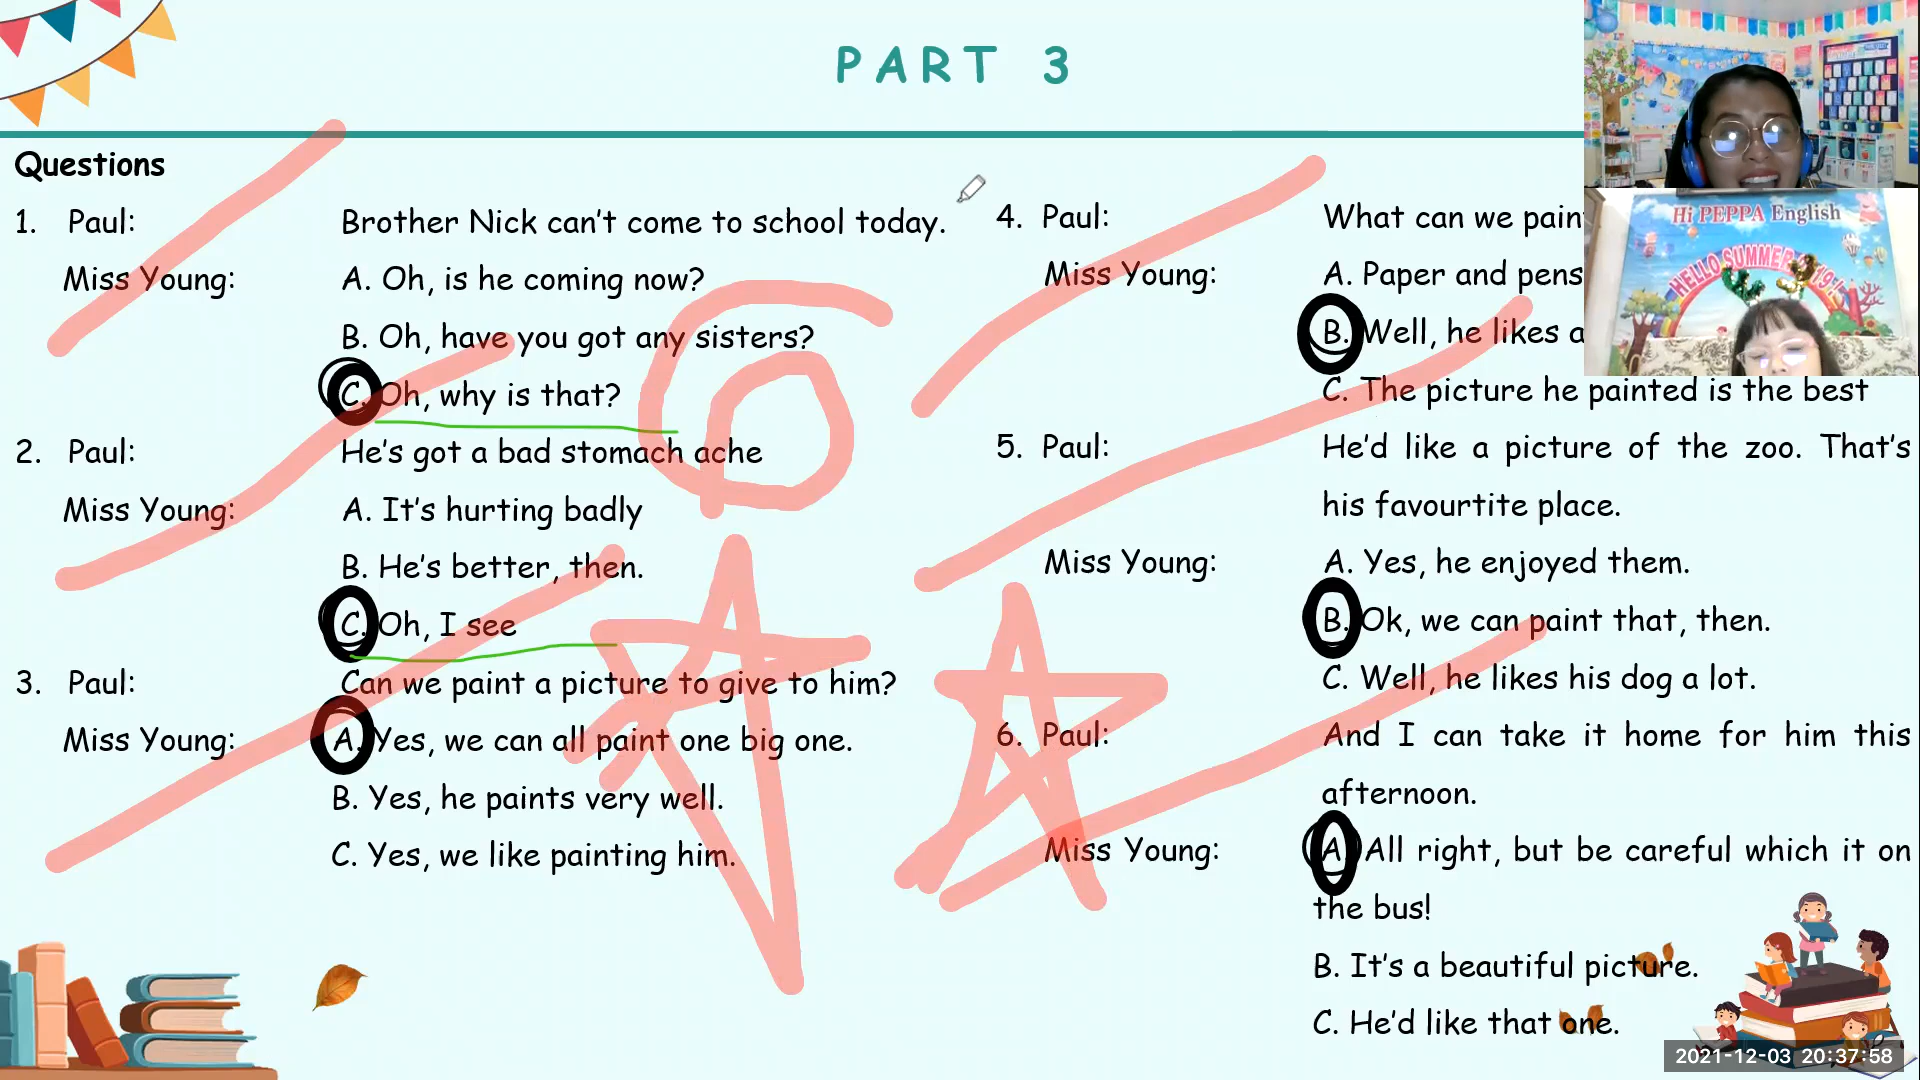 PART 3
Questions
1. Paul: Brother Nick can't come to school today.
Miss Young: A. Oh, is he coming now?
B. Oh, have you got any sisters?
C. Oh, why is that?
2. Paul: He's got a bad stomach ache
Miss Young: A. It's hurting badly
B. He's better, then.
C. Oh, I see
3. Paul: Can we paint a picture to give to him?
Miss Young: A. Yes, we can all paint one big one.
B. Yes, he paints very well.
C. Yes, we like painting him.
4. Paul: What can we pain
Miss Young: A. Paper and pens
B. Well, he likes a
C. The picture he painted is the best
5. Paul: He'd like a picture of the zoo. That's
his favourtite place.
Miss Young: A. Yes, he enjoyed them.
B. Ok, we can paint that, then.
C. Well, he likes his dog a lot.
6. Paul: And I can take it home for him this
afternoon.
Miss Young: A. All right, but be careful which it on
the bus!
B. It's a beautiful picture.
C. He'd like that one.
Hi PEPPA English
HELLO SUMMER
2021-12-03 20:37:58